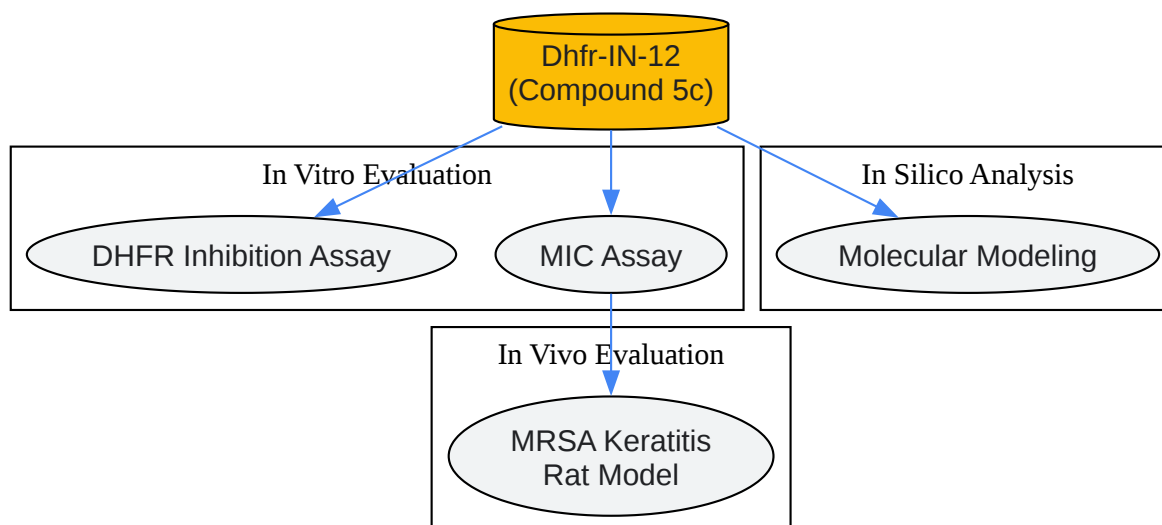 Dhfr-IN-12
(Compound 5c)
In Vitro Evaluation
In Silico Analysis
DHFR Inhibition Assay
MIC Assay
Molecular Modeling
In Vivo Evaluation
MRSA Keratitis
Rat Model